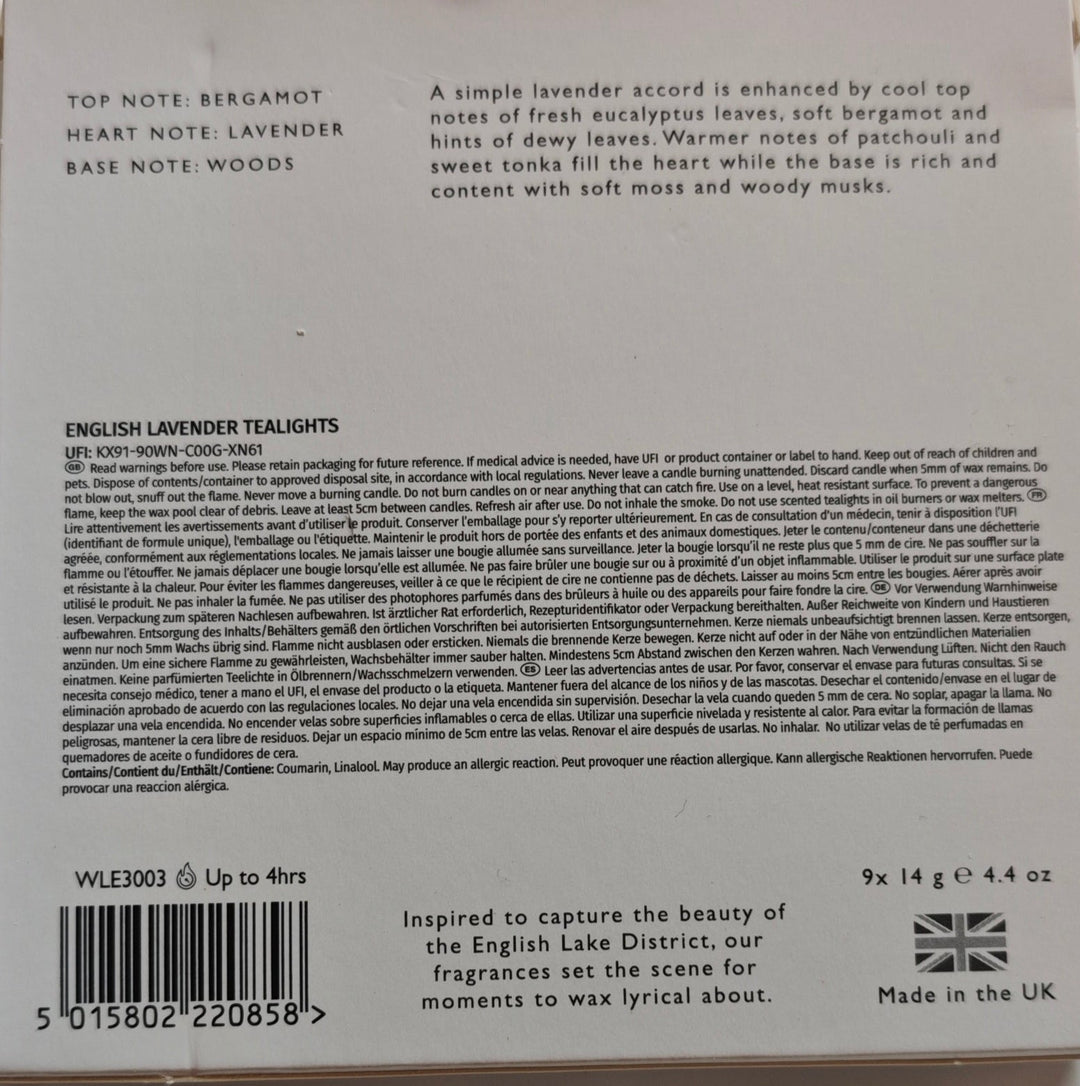 TOP NOTE: BERGAMOT
HEART NOTE: LAVENDER
BASE NOTE: WOODS
A simple lavender accord is enhanced by cool top
notes of fresh eucalyptus leaves, soft bergamot and
hints of dewy leaves. Warmer notes of patchouli and
sweet tonka fill the heart while the base is rich and
content with soft moss and woody musks.
ENGLISH LAVENDER TEALIGHTS
UFI: KX91-90WN-C00G-XN61
GB Read warnings before use. Please retain packaging for future reference. If medical advice is needed, have UFI or product container or label to hand. Keep out of reach of children and
pets. Dispose of contents/container to approved disposal site, in accordance with local regulations. Never leave a candle burning unattended. Discard candle when 5mm of wax remains. Do
not blow out, snuff out the flame. Never move a burning candle. Do not burn candles on or near anything that can catch fire. Use on a level, heat resistant surface. To prevent a dangerous
flame, keep the wax pool clear of debris. Leave at least 5cm between candles. Refresh air after use. Do not inhale the smoke. Do not use scented tealights in oil burners or wax melters. FR
Lire attentivement les avertissements avant d'utiliser le produit. Conserver l'emballage pour s'y reporter ultérieurement. En cas de consultation d'un médecin, tenir à disposition l'UFI
(identifiant de formule unique), l'emballage ou l'étiquette. Maintenir le produit hors de portée des enfants et des animaux domestiques. Jeter le contenu/conteneur dans une déchetterie
agréée, conformément aux réglementations locales. Ne jamais laisser une bougie allumée sans surveillance. Jeter la bougie lorsqu'il ne reste plus que 5 mm de cire. Ne pas souffler sur la
flamme ou l'étouffer. Ne jamais déplacer une bougie lorsqu'elle est allumée. Ne pas faire brûler une bougie sur ou à proximité d'un objet inflammable. Utiliser le produit sur une surface plate
et résistante à la chaleur. Pour éviter les flammes dangereuses, veiller à ce que le récipient de cire ne contienne pas de déchets. Laisser au moins 5cm entre les bougies. Aérer après avoir
utilisé le produit. Ne pas inhaler la fumée. Ne pas utiliser des photophores parfumés dans des brûleurs à huile ou des appareils pour faire fondre la cire. DE Vor Verwendung Warnhinweise
lesen. Verpackung zum späteren Nachlesen aufbewahren. Ist ärztlicher Rat erforderlich, Rezepturidentifikator oder Verpackung bereithalten. Außer Reichweite von Kindern und Haustieren
aufbewahren. Entsorgung des Inhalts/Behälters gemäß den örtlichen Vorschriften bei autorisierten Entsorgungsunternehmen. Kerze niemals unbeaufsichtigt brennen lassen. Kerze entsorgen,
wenn nur noch 5mm Wachs übrig sind. Flamme nicht ausblasen oder ersticken. Niemals die brennende Kerze bewegen. Kerze nicht auf oder in der Nähe von entzündlichen Materialien
anzünden. Um eine sichere Flamme zu gewährleisten, Wachsbehälter immer sauber halten. Mindestens 5cm Abstand zwischen den Kerzen wahren. Nach Verwendung Lüften. Nicht den Rauch
einatmen. Keine parfümierten Teelichte in Ölbrennern/Wachsschmelzern verwenden. ES Leer las advertencias antes de usar. Por favor, conservar el envase para futuras consultas. Si se
necesita consejo médico, tener a mano el UFI, el envase del producto o la etiqueta. Mantener fuera del alcance de los niños y de las mascotas. Desechar el contenido/envase en el lugar de
eliminación aprobado de acuerdo con las regulaciones locales. No dejar una vela encendida sin supervisión. Desechar la vela cuando queden 5 mm de cera. No soplar, apagar la llama. No
desplazar una vela encendida. No encender velas sobre superficies inflamables o cerca de ellas. Utilizar una superficie nivelada y resistente al calor. Para evitar la formación de llamas
peligrosas, mantener la cera libre de residuos. Dejar un espacio mínimo de 5cm entre las velas. Renovar el aire después de usarlas. No inhalar. No utilizar velas de té perfumadas en
quemadores de aceite o fundidores de cera.
Contains/Contient du/Enthält/Contiene: Coumarin, Linalool. May produce an allergic reaction. Peut provoquer une réaction allergique. Kann allergische Reaktionen hervorrufen. Puede
provocar una reaccion alérgica.
WLE3003 Up to 4hrs
5 015802 220858 >
Inspired to capture the beauty of
the English Lake District, our
fragrances set the scene for
moments to wax lyrical about.
9x 14 g ℮ 4.4 oz
Made in the UK